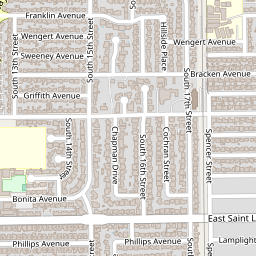 Franklin Avenue
Wengert Avenue
Wengert Avenue
Sweeney Avenue
Hillside Place
South 15th Street
South 13th Street
Bracken Avenue
Griffith Avenue
South 17th Street
South 14th
Chapman Drive
South 16th Street
Cochran Street
Spencer Street
Bonita Avenue
East Saint L
Phillips Avenue
Phillips Avenue
Lamplight
South